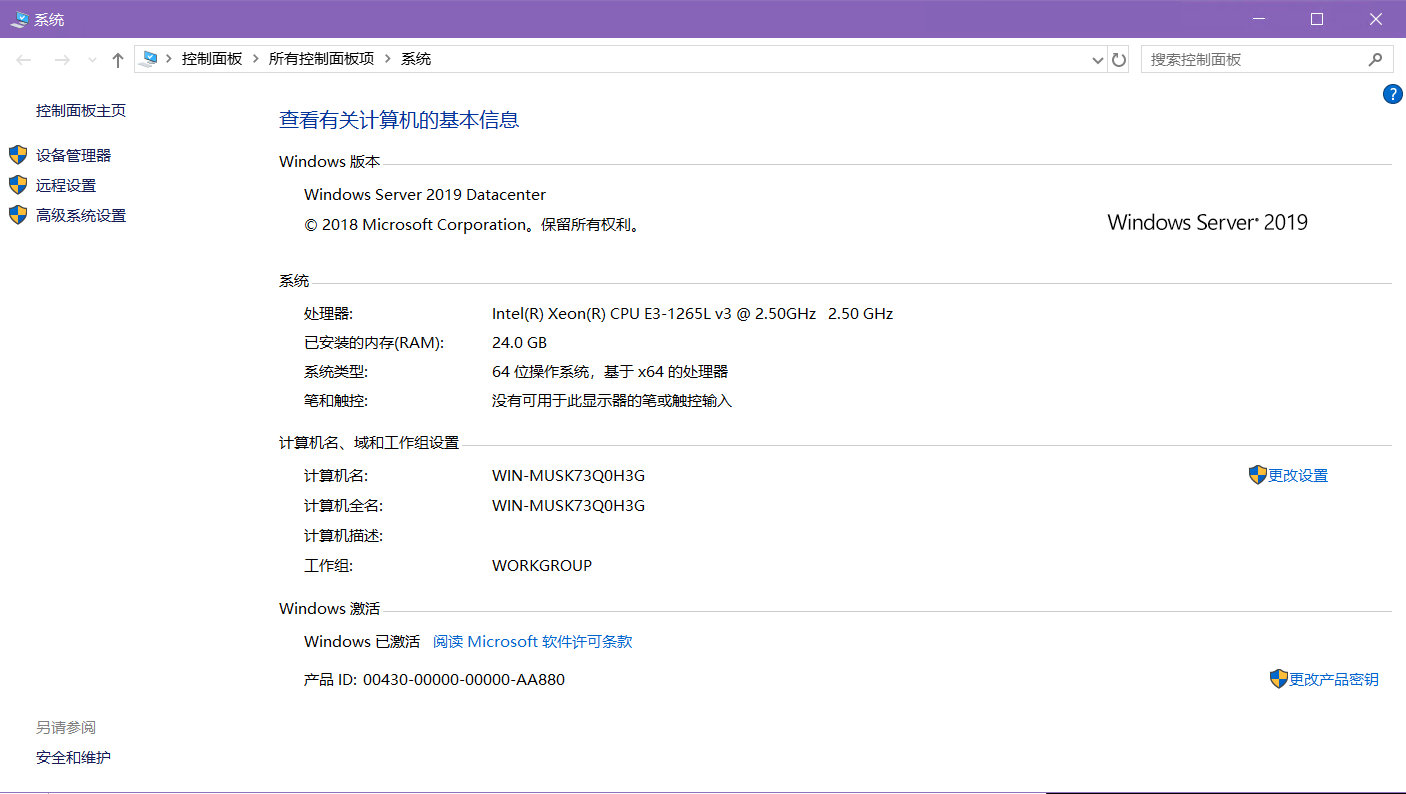 系统
控制面板 > 所有控制面板项 > 系统
搜索控制面板
?
控制面板主页
设备管理器
远程设置
高级系统设置
查看有关计算机的基本信息
Windows 版本
Windows Server 2019 Datacenter
© 2018 Microsoft Corporation。保留所有权利。
Windows Server® 2019
系统
处理器: Intel(R) Xeon(R) CPU E3-1265L v3 @ 2.50GHz 2.50 GHz
已安装的内存(RAM): 24.0 GB
系统类型: 64 位操作系统，基于 x64 的处理器
笔和触控: 没有可用于此显示器的笔或触控输入
计算机名、域和工作组设置
计算机名: WIN-MUSK73Q0H3G 更改设置
计算机全名: WIN-MUSK73Q0H3G
计算机描述:
工作组: WORKGROUP
Windows 激活
Windows 已激活 阅读 Microsoft 软件许可条款
产品 ID: 00430-00000-00000-AA880 更改产品密钥
另请参阅
安全和维护